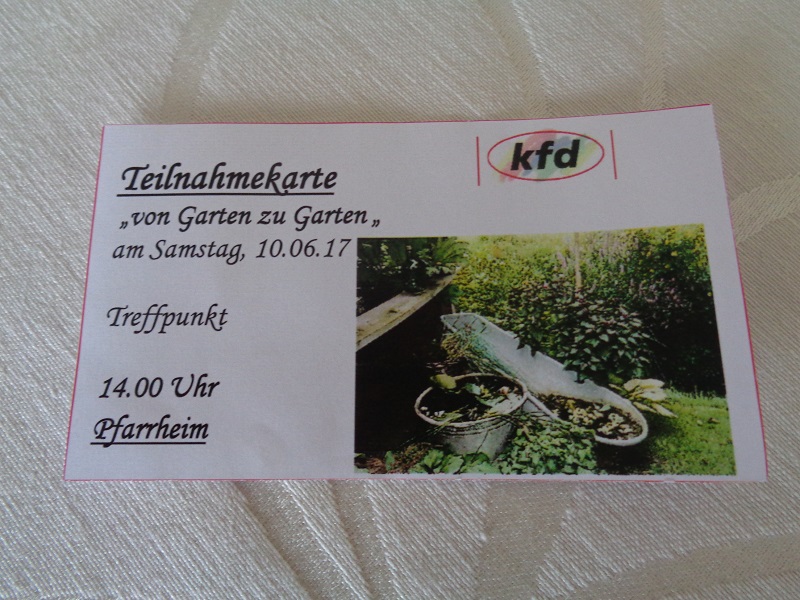 kfd
Teilnahmekarte
„von Garten zu Garten„
am Samstag, 10.06.17
Treffpunkt
14.00 Uhr
Pfarrheim